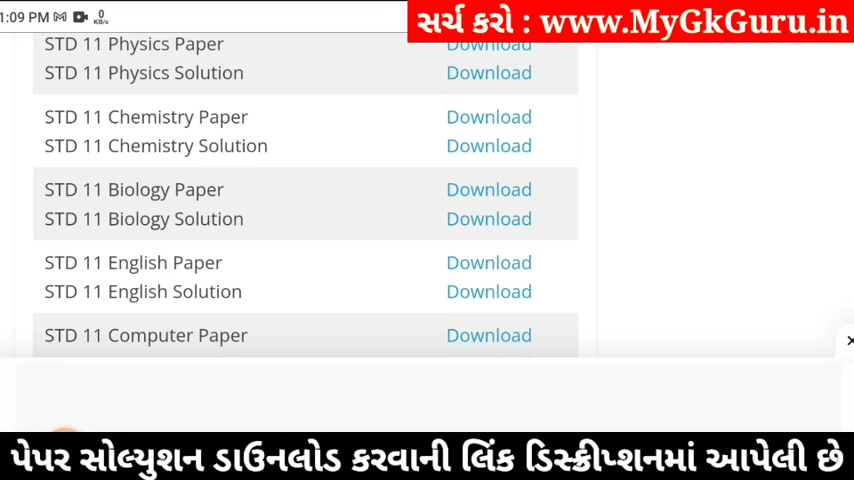 1:09 PM 0 KB/s
સર્ચ કરો : www.MyGkGuru.in
STD 11 Physics Paper Download
STD 11 Physics Solution Download
STD 11 Chemistry Paper Download
STD 11 Chemistry Solution Download
STD 11 Biology Paper Download
STD 11 Biology Solution Download
STD 11 English Paper Download
STD 11 English Solution Download
STD 11 Computer Paper Download
પેપર સોલ્યુશન ડાઉનલોડ કરવાની લિંક ડિસ્ક્રીપ્શનમાં આપેલી છે